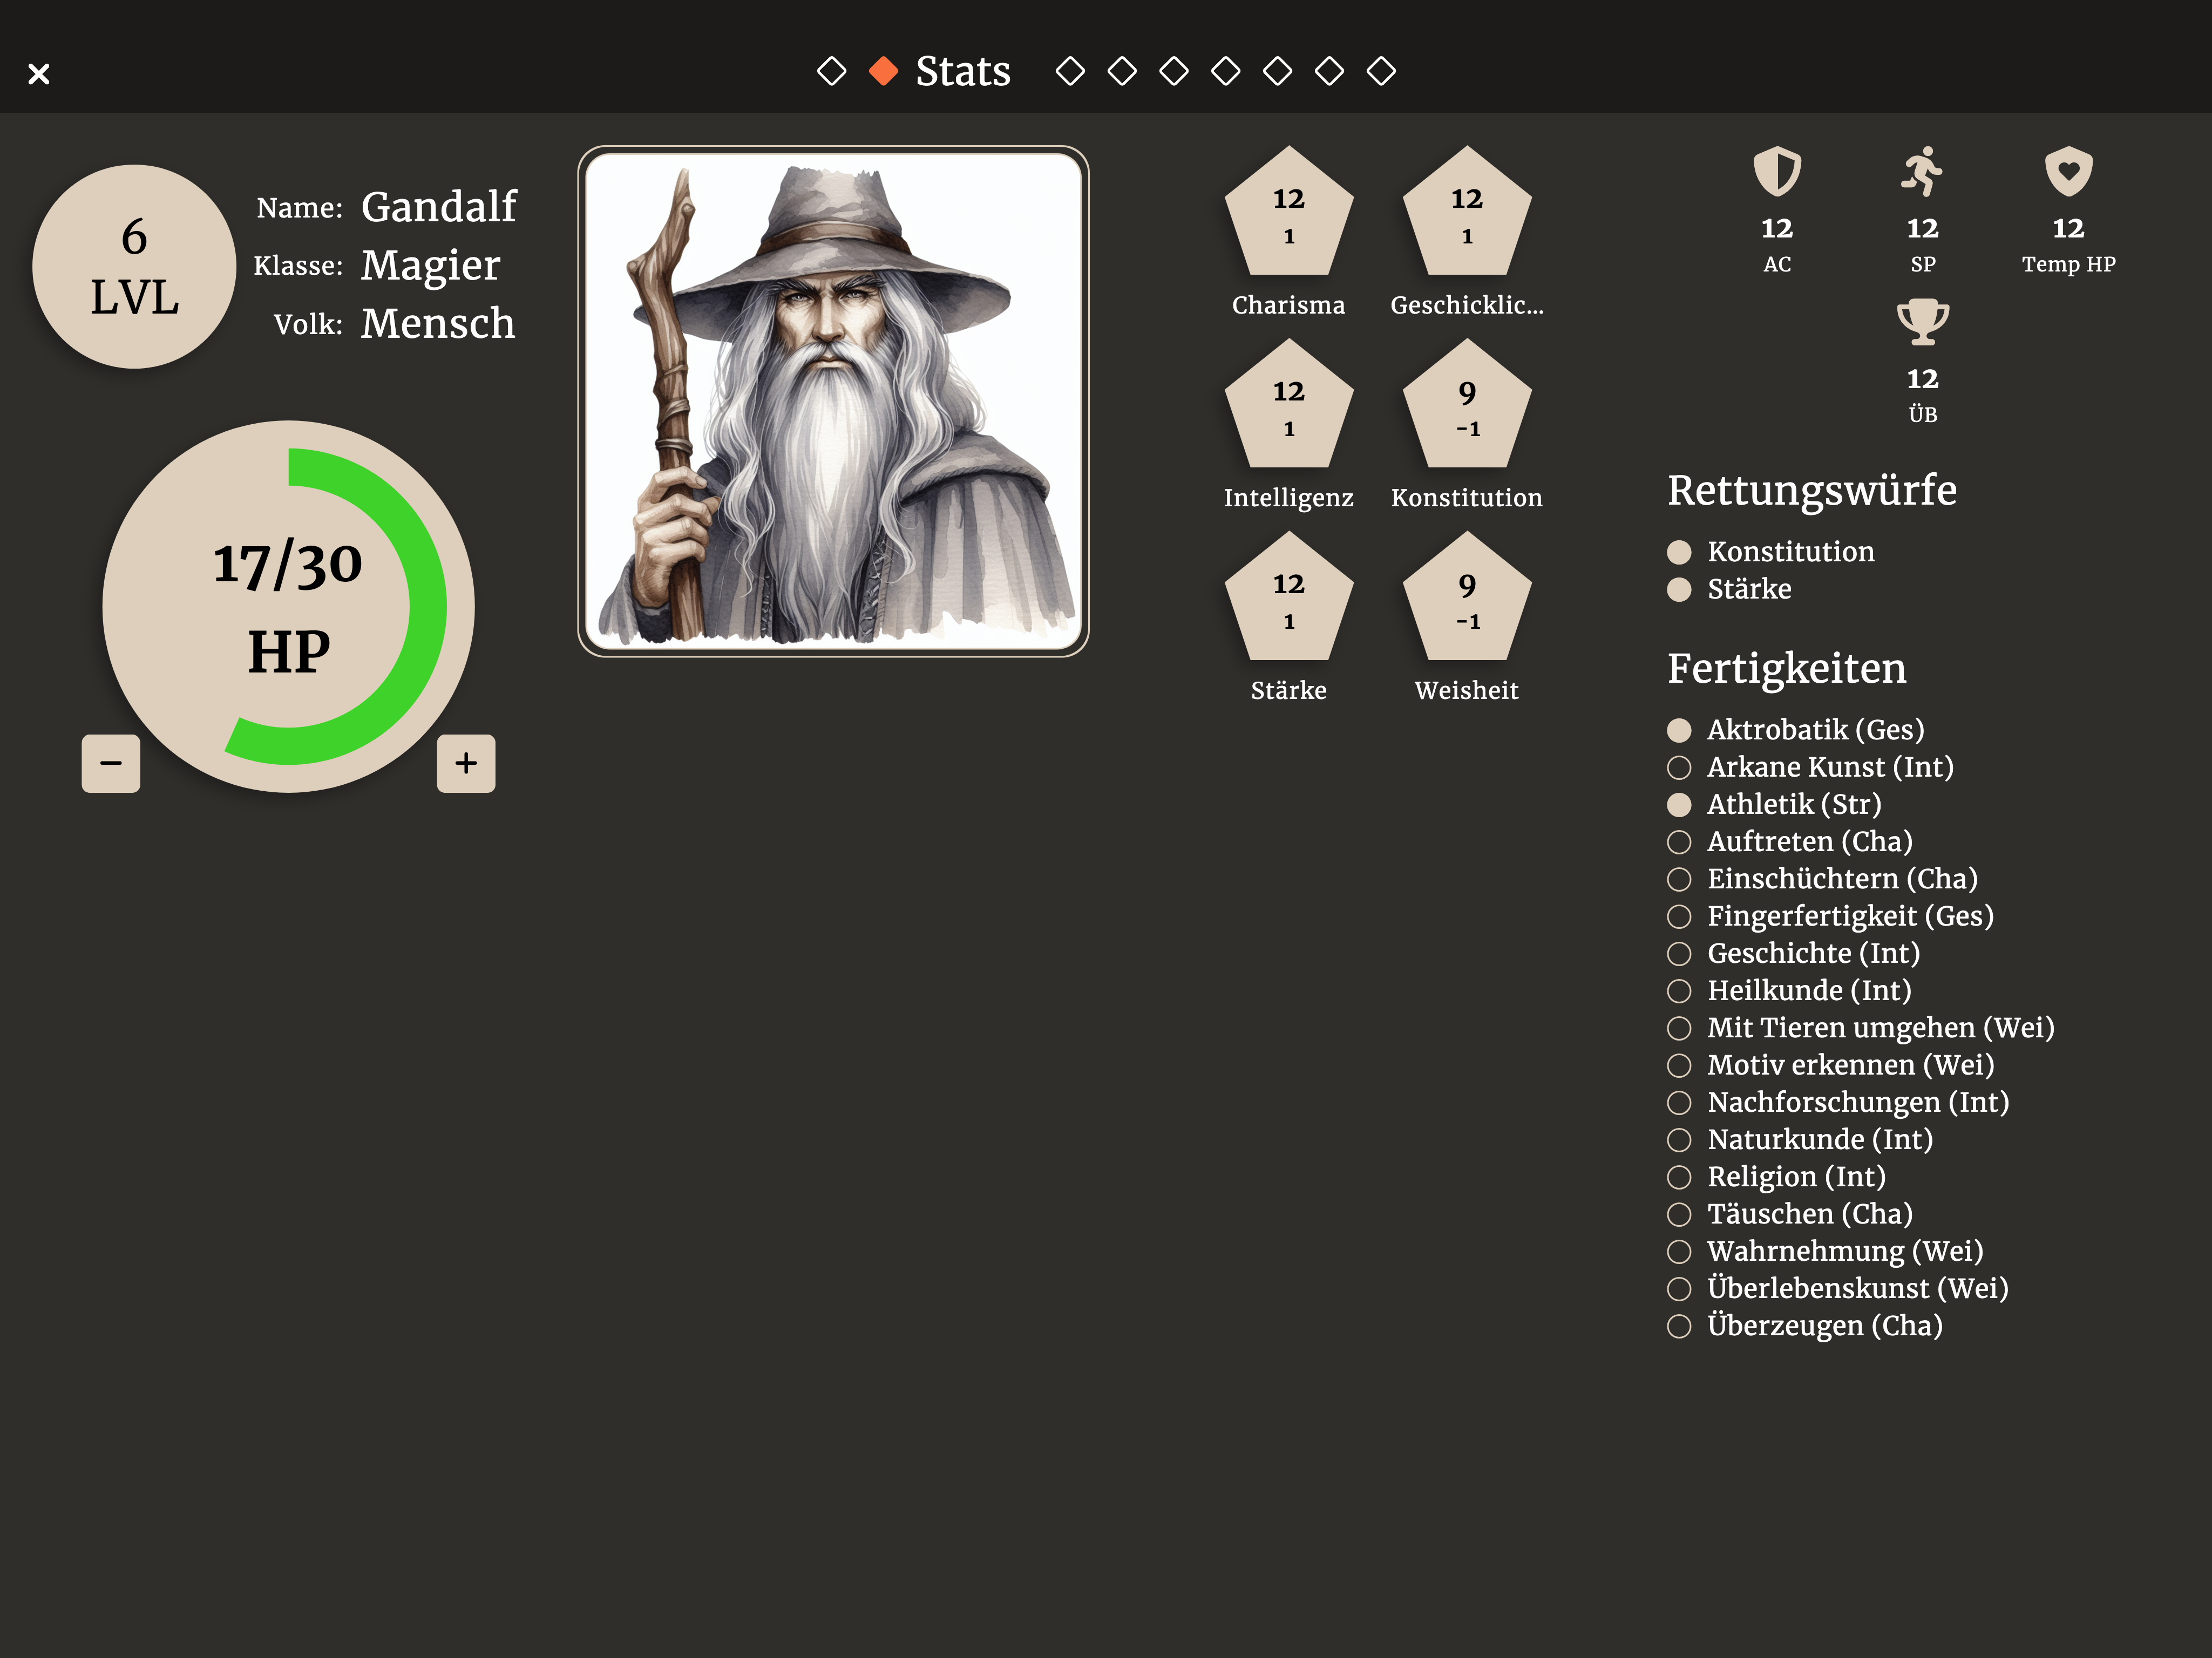 Stats
6
LVL
Name: Gandalf
Klasse: Magier
Volk: Mensch
17/30
HP
−
+
12
1
Charisma
12
1
Geschicklic...
12
1
Intelligenz
9
-1
Konstitution
12
1
Stärke
9
-1
Weisheit
12
AC
12
SP
12
Temp HP
12
ÜB
Rettungswürfe
Konstitution
Stärke
Fertigkeiten
Aktrobatik (Ges)
Arkane Kunst (Int)
Athletik (Str)
Auftreten (Cha)
Einschüchtern (Cha)
Fingerfertigkeit (Ges)
Geschichte (Int)
Heilkunde (Int)
Mit Tieren umgehen (Wei)
Motiv erkennen (Wei)
Nachforschungen (Int)
Naturkunde (Int)
Religion (Int)
Täuschen (Cha)
Wahrnehmung (Wei)
Überlebenskunst (Wei)
Überzeugen (Cha)